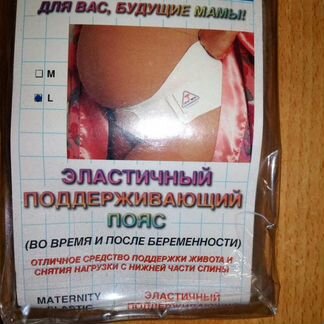 ДЛЯ ВАС, БУДУЩИЕ МАМЫ!
M
L
ЭЛАСТИЧНЫЙ
ПОДДЕРЖИВАЮЩИЙ
ПОЯС
(ВО ВРЕМЯ И ПОСЛЕ БЕРЕМЕННОСТИ)
ОТЛИЧНОЕ СРЕДСТВО ПОДДЕРЖКИ ЖИВОТА И
СНЯТИЯ НАГРУЗКИ С НИЖНЕЙ ЧАСТИ СПИНЫ
MATERNITY ЭЛАСТИЧНЫЙ
ELASTIC ПОДДЕРЖИВАЮЩИЙ